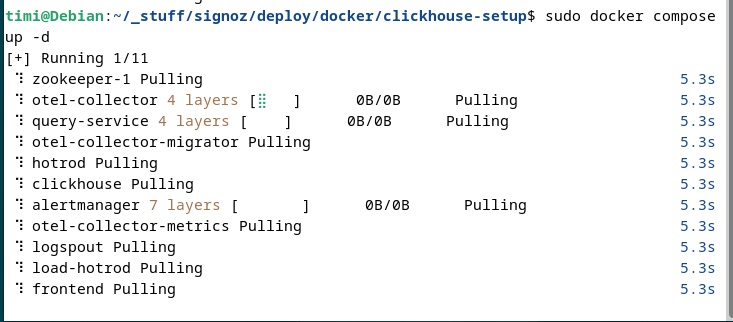 timi@Debian:~/_stuff/signoz/deploy/docker/clickhouse-setup$ sudo docker compose
up -d
[+] Running 1/11
⠹ zookeeper-1 Pulling 5.3s
⠹ otel-collector 4 layers [⣿   ] 0B/0B Pulling 5.3s
⠹ query-service 4 layers [    ] 0B/0B Pulling 5.3s
⠹ otel-collector-migrator Pulling 5.3s
⠹ hotrod Pulling 5.3s
⠹ clickhouse Pulling 5.3s
⠹ alertmanager 7 layers [       ] 0B/0B Pulling 5.3s
⠹ otel-collector-metrics Pulling 5.3s
⠹ logspout Pulling 5.3s
⠹ load-hotrod Pulling 5.3s
⠹ frontend Pulling 5.3s